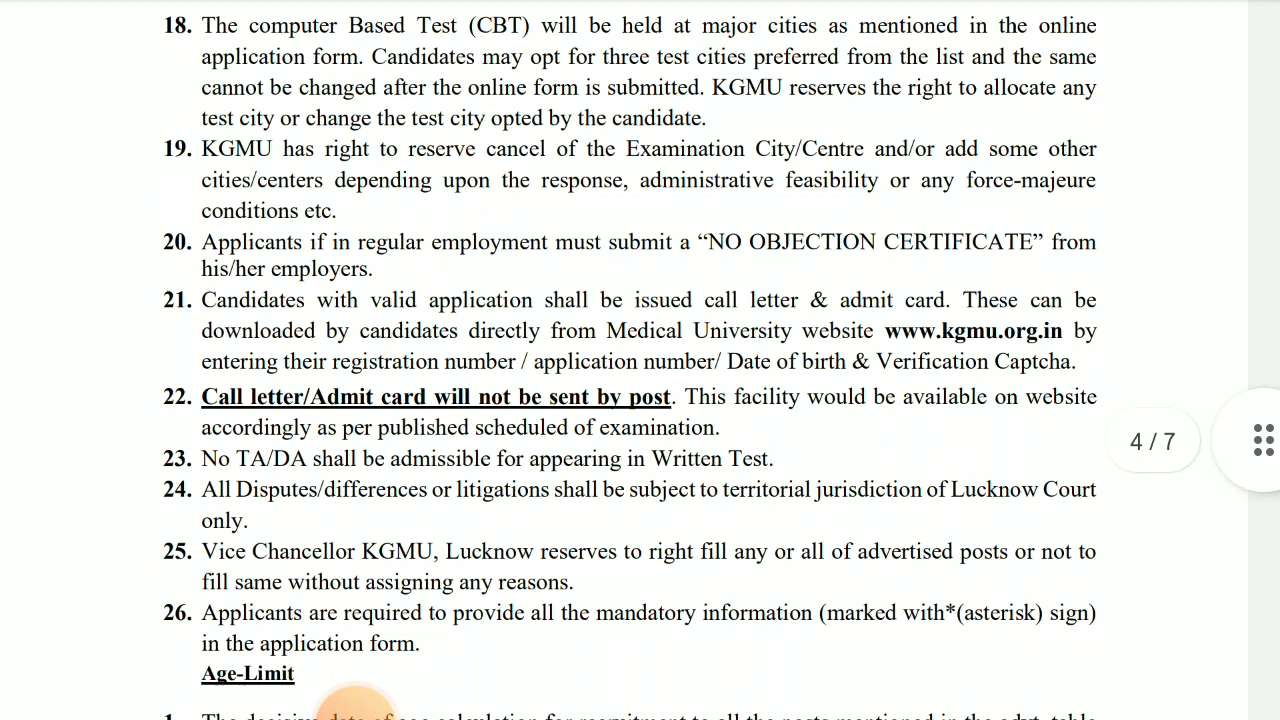 18. The computer Based Test (CBT) will be held at major cities as mentioned in the online
application form. Candidates may opt for three test cities preferred from the list and the same
cannot be changed after the online form is submitted. KGMU reserves the right to allocate any
test city or change the test city opted by the candidate.
19. KGMU has right to reserve cancel of the Examination City/Centre and/or add some other
cities/centers depending upon the response, administrative feasibility or any force-majeure
conditions etc.
20. Applicants if in regular employment must submit a “NO OBJECTION CERTIFICATE” from
his/her employers.
21. Candidates with valid application shall be issued call letter & admit card. These can be
downloaded by candidates directly from Medical University website www.kgmu.org.in by
entering their registration number / application number/ Date of birth & Verification Captcha.
22. Call letter/Admit card will not be sent by post. This facility would be available on website
accordingly as per published scheduled of examination.
4 / 7
23. No TA/DA shall be admissible for appearing in Written Test.
24. All Disputes/differences or litigations shall be subject to territorial jurisdiction of Lucknow Court
only.
25. Vice Chancellor KGMU, Lucknow reserves to right fill any or all of advertised posts or not to
fill same without assigning any reasons.
26. Applicants are required to provide all the mandatory information (marked with*(asterisk) sign)
in the application form.
Age-Limit